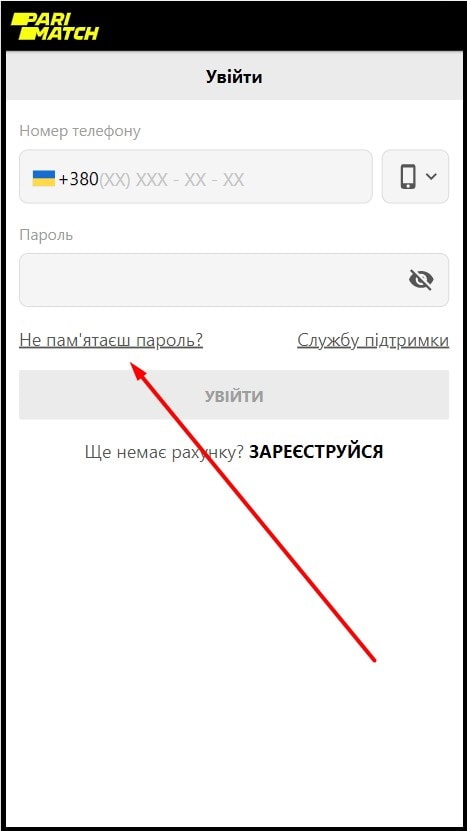 PARI
MATCH
Увійти
Номер телефону
+380(XX) XXX - XX - XX
Пароль
Не пам'ятаєш пароль? Службу підтримки
УВІЙТИ
Ще немає рахунку? ЗАРЕЄСТРУЙСЯ